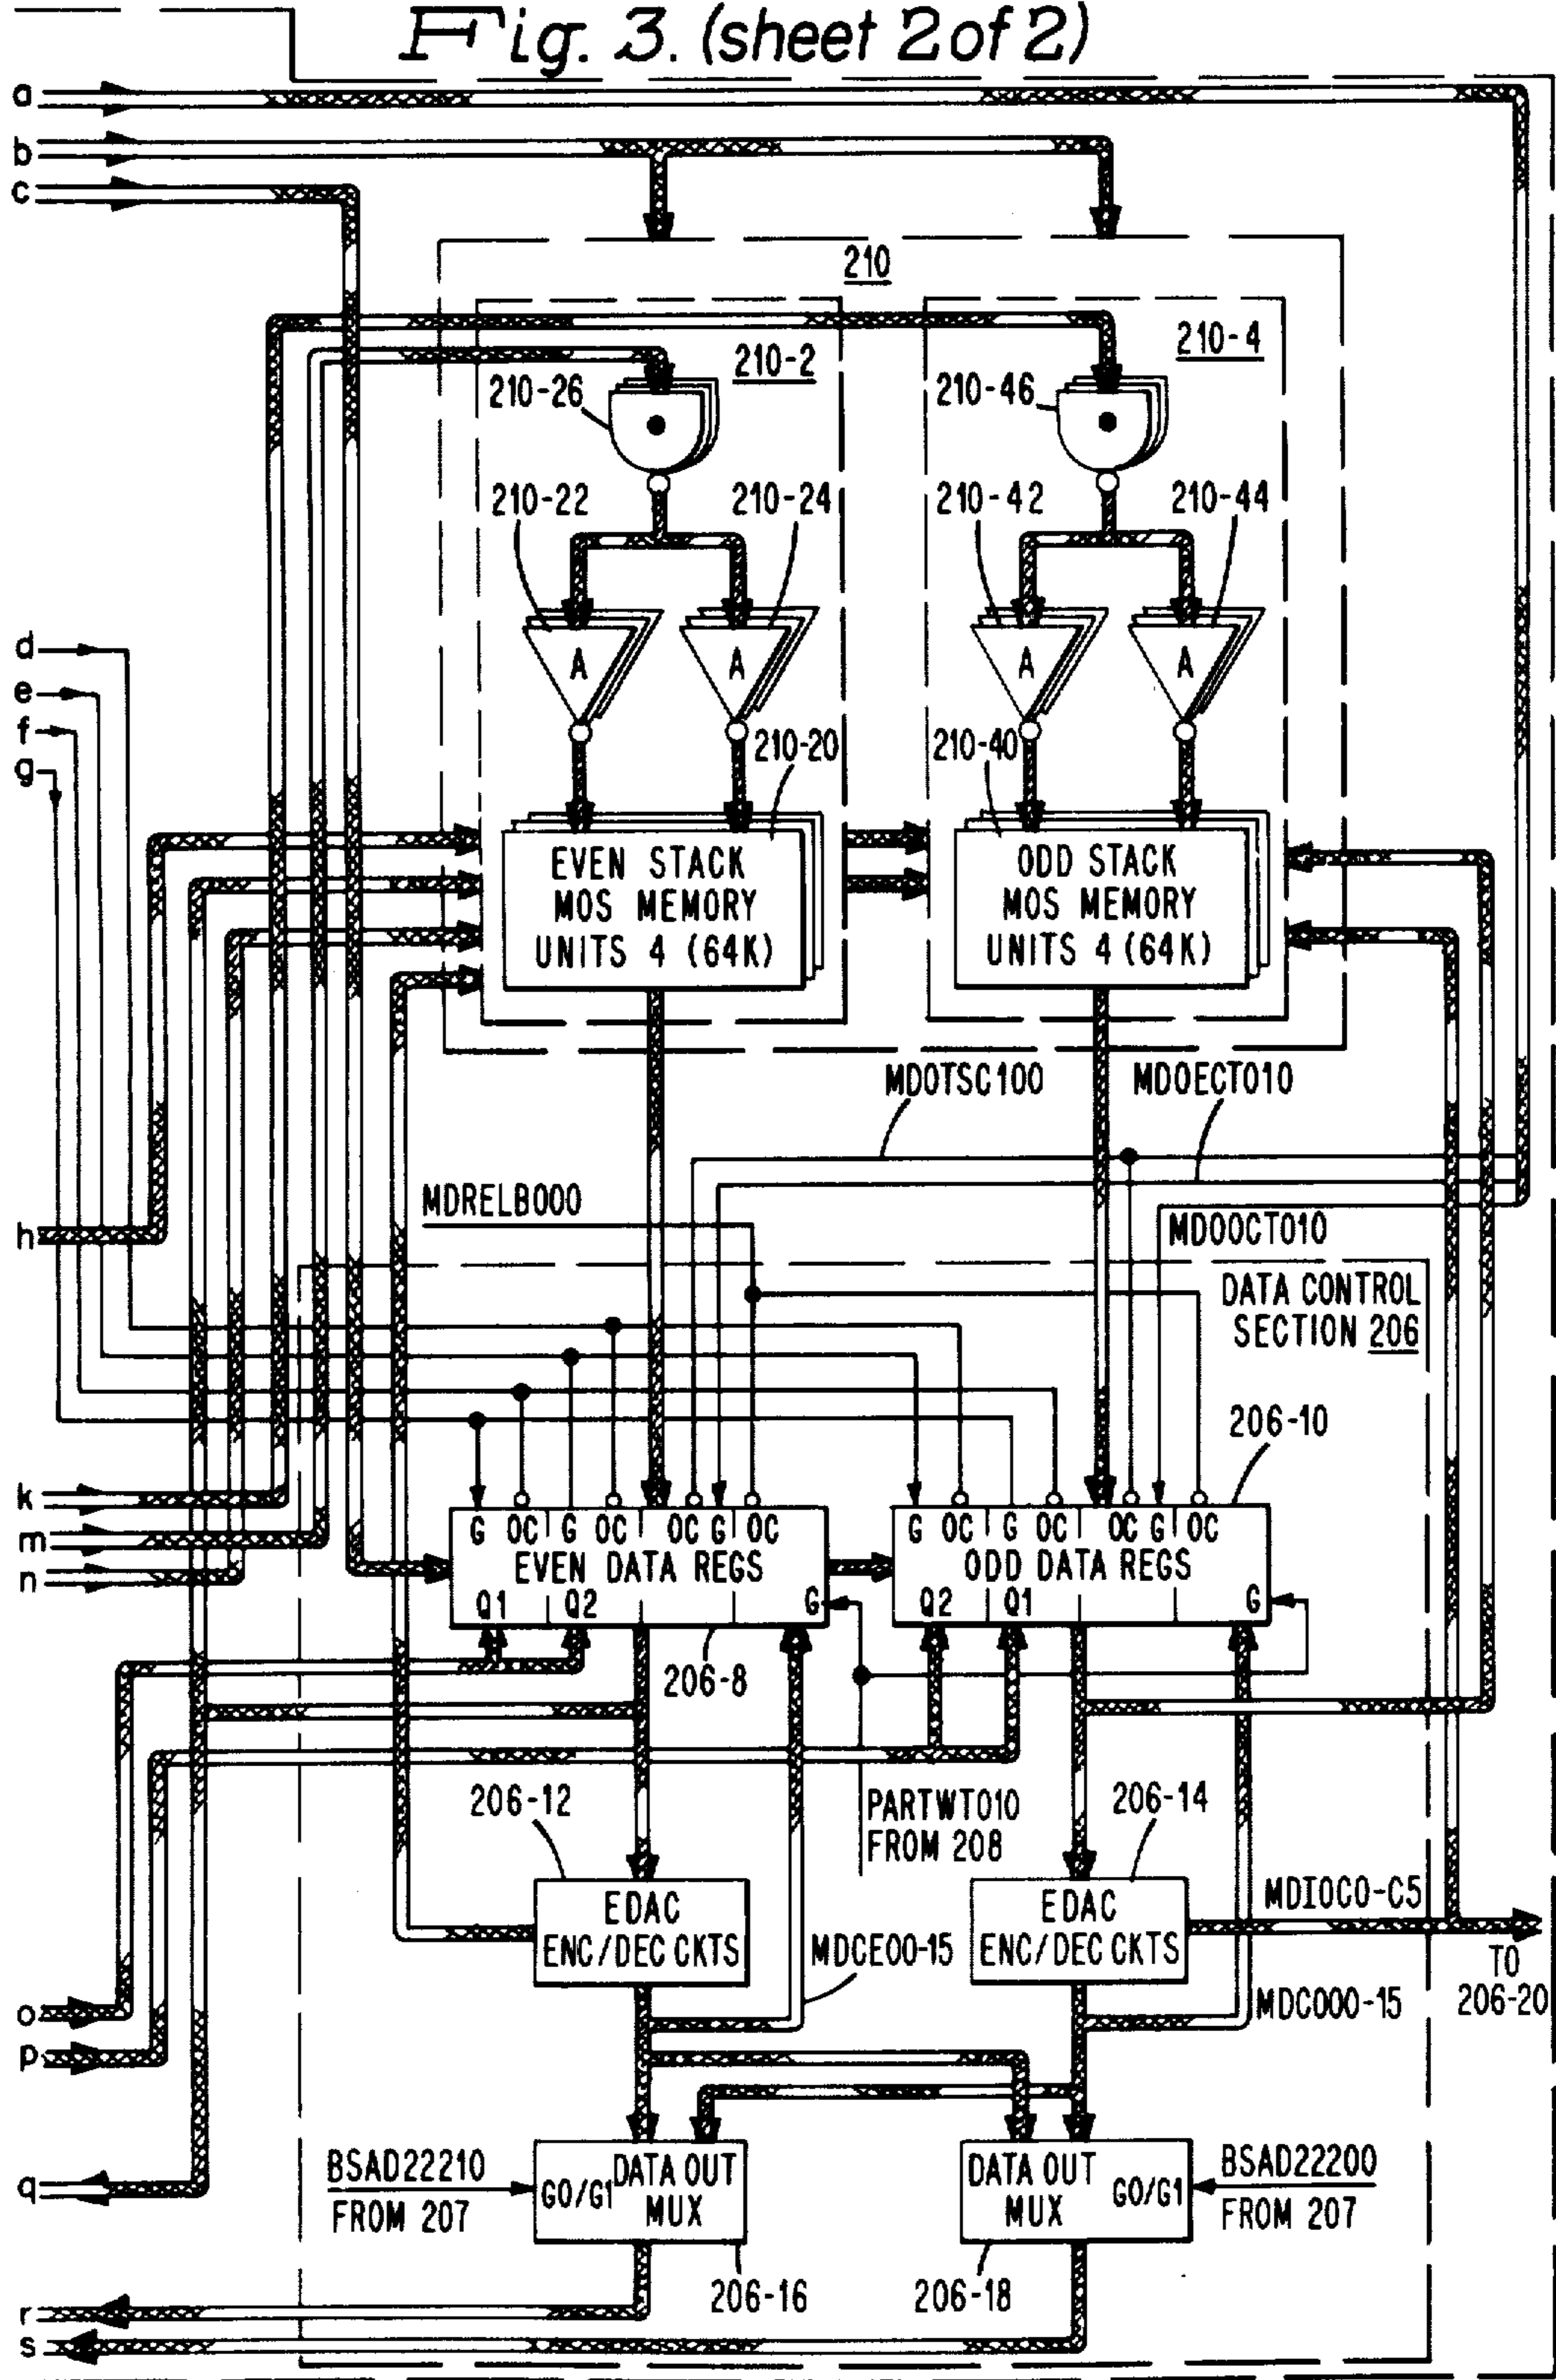 Fig. 3. (sheet 2 of 2)
a
b
c
210
210-2
210-4
210-26
210-46
210-22
210-24
210-42
210-44
d
e
f
g
A
A
A
A
210-20
210-40
EVEN STACK
MOS MEMORY
UNITS 4 (64K)
ODD STACK
MOS MEMORY
UNITS 4 (64K)
MDOTSC100
MDOECT010
MDRELB000
MDOOCT010
h
DATA CONTROL
SECTION 206
206-10
k
m
n
G OC G OC OC G OC
EVEN DATA REGS
Q1 Q2 G
G OC G OC OC G OC
ODD DATA REGS
Q2 Q1 G
206-8
206-12
PARTWT010
FROM 208
206-14
EDAC
ENC/DEC CKTS
EDAC
ENC/DEC CKTS
MDIOC0-C5
MDCE00-15
TO
206-20
MDCO00-15
o
p
q
BSAD22210
FROM 207
G0/G1 DATA OUT
MUX
DATA OUT
MUX G0/G1
BSAD22200
FROM 207
206-16
206-18
r
s